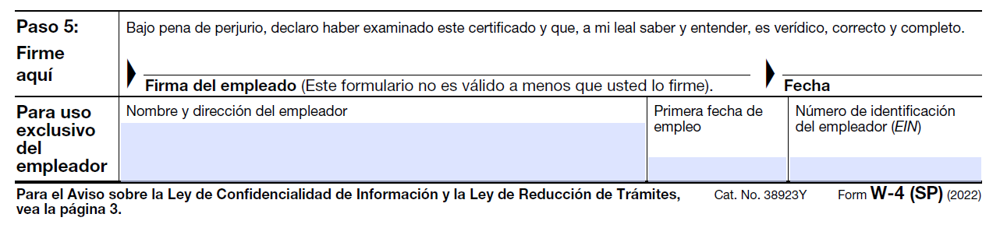 Paso 5:
Firme
aquí
Bajo pena de perjurio, declaro haber examinado este certificado y que, a mi leal saber y entender, es verídico, correcto y completo.
Firma del empleado (Este formulario no es válido a menos que usted lo firme).
Fecha
Para uso
exclusivo
del
empleador
Nombre y dirección del empleador
Primera fecha de
empleo
Número de identificación
del empleador (EIN)
Para el Aviso sobre la Ley de Confidencialidad de Información y la Ley de Reducción de Trámites,
vea la página 3.
Cat. No. 38923Y
Form W-4 (SP) (2022)